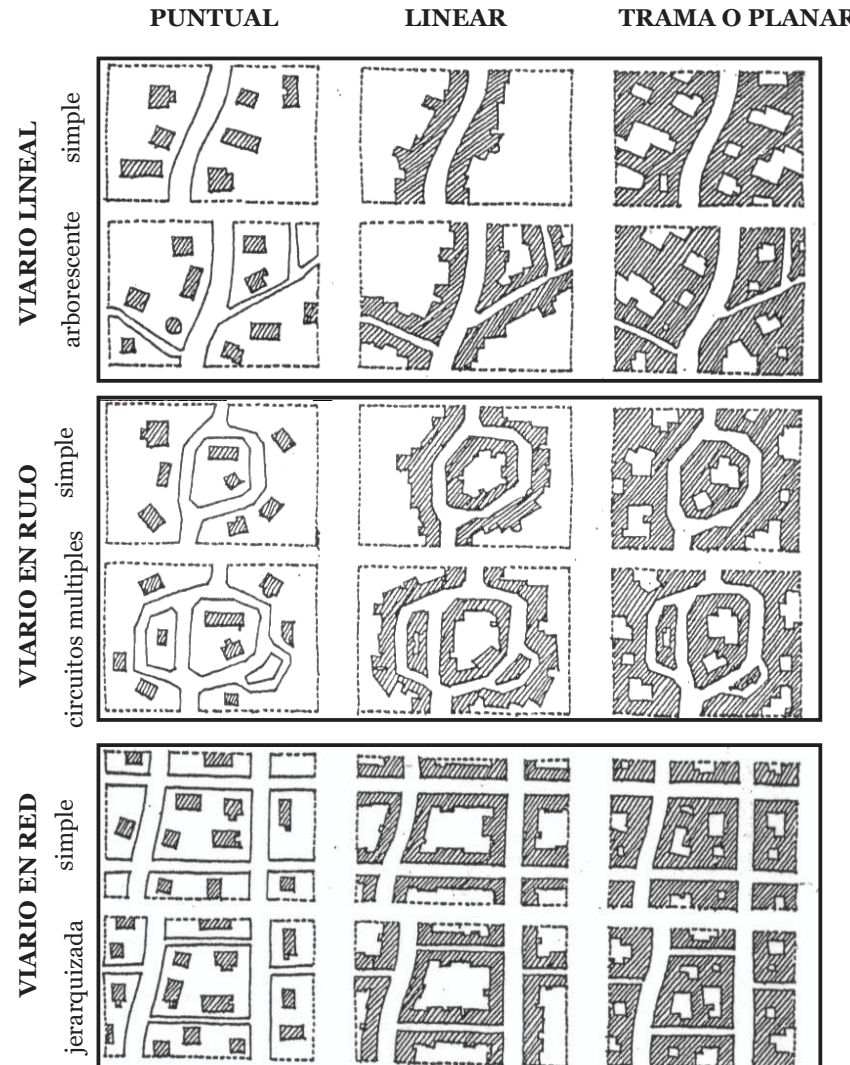 PUNTUAL LINEAR TRAMA O PLANAR
VIARIO LINEAL
simple
arborescente
VIARIO EN RULO
simple
circuitos multiples
VIARIO EN RED
simple
jerarquizada